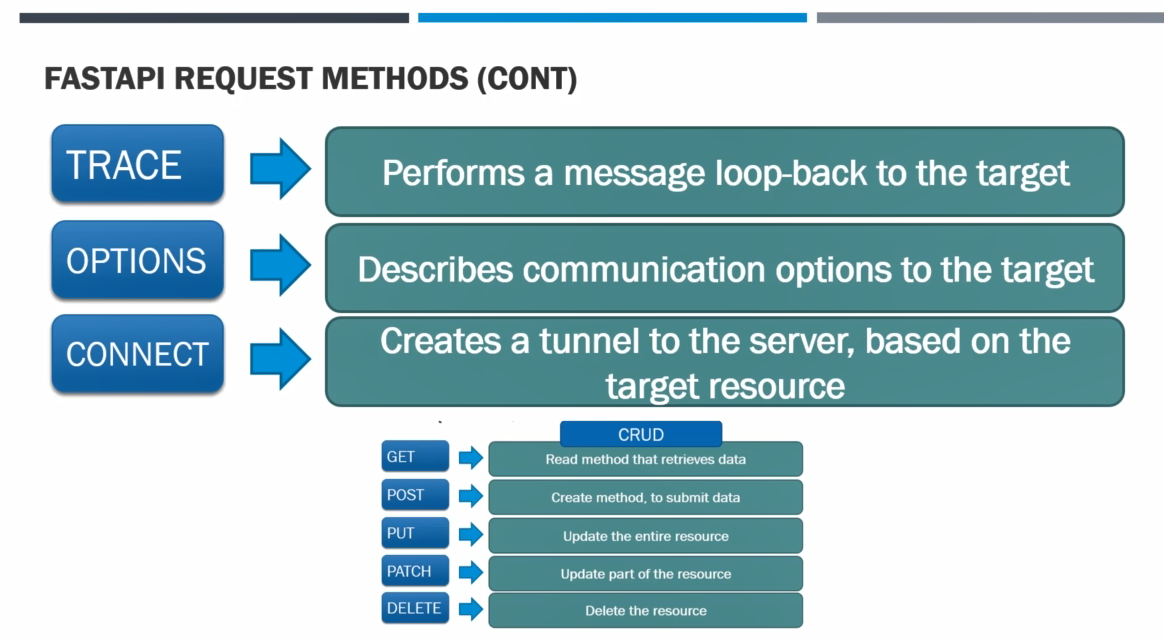 FASTAPI REQUEST METHODS (CONT)
TRACE
Performs a message loop-back to the target
OPTIONS
Describes communication options to the target
CONNECT
Creates a tunnel to the server, based on the
target resource
CRUD
GET
Read method that retrieves data
POST
Create method, to submit data
PUT
Update the entire resource
PATCH
Update part of the resource
DELETE
Delete the resource